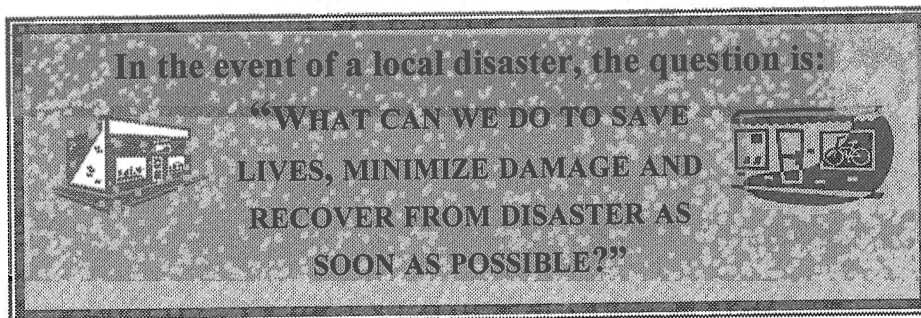 In the event of a local disaster, the question is:
“WHAT CAN WE DO TO SAVE
LIVES, MINIMIZE DAMAGE AND
RECOVER FROM DISASTER AS
SOON AS POSSIBLE?”